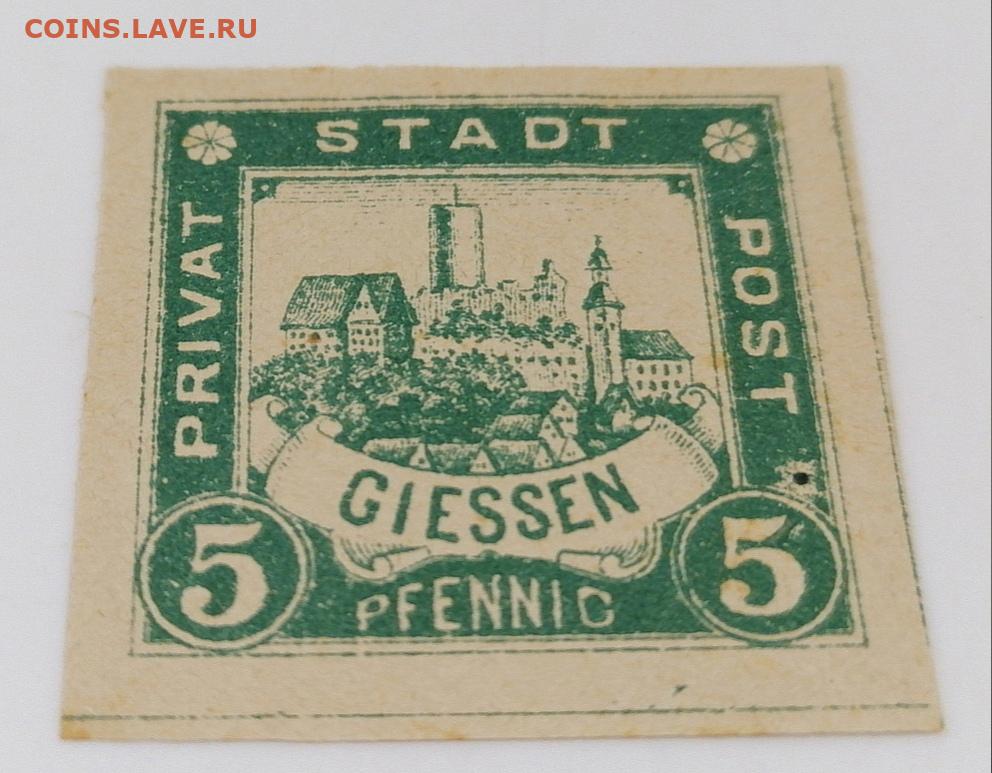 COINS.LAVE.RU
STADT
PRIVAT
POST
GIESSEN
5
5
PFENNIG